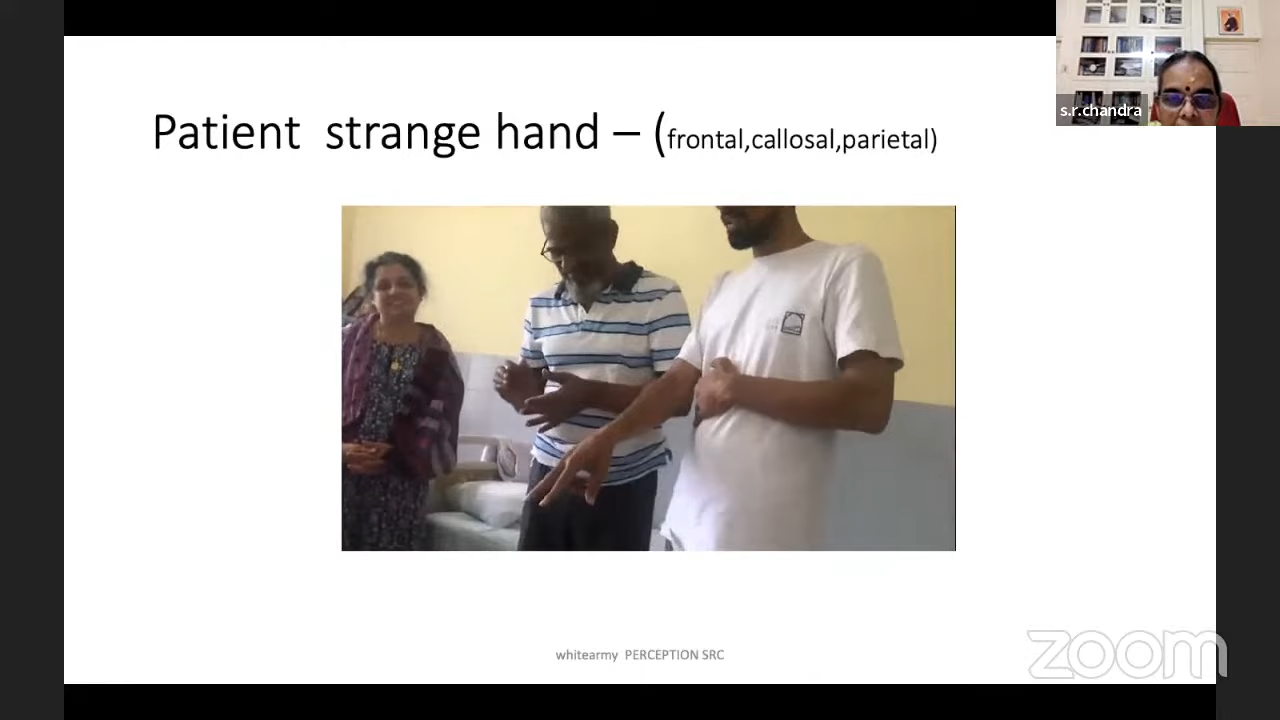 s.r.chandra
Patient strange hand – (frontal,callosal,parietal)
whitearmy PERCEPTION SRC
zoom